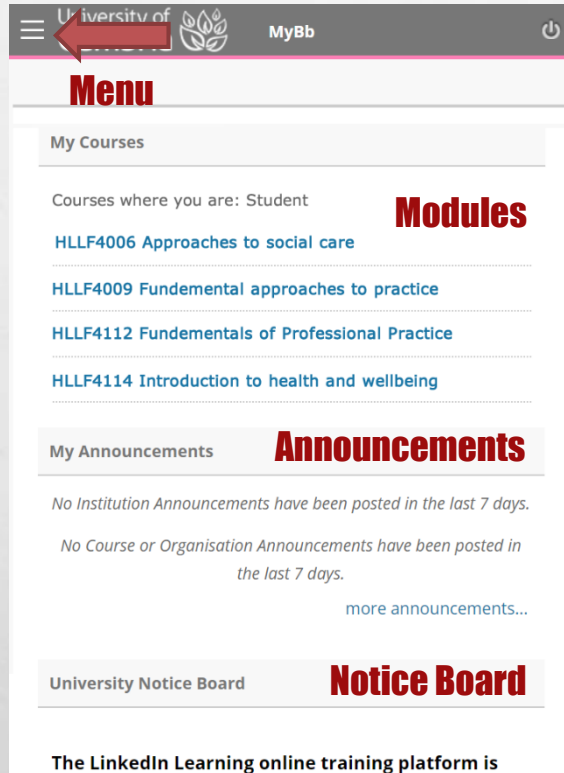 University of
MyBb
Menu
My Courses
Courses where you are: Student
Modules
HLLF4006 Approaches to social care
HLLF4009 Fundemental approaches to practice
HLLF4112 Fundementals of Professional Practice
HLLF4114 Introduction to health and wellbeing
My Announcements
Announcements
No Institution Announcements have been posted in the last 7 days.
No Course or Organisation Announcements have been posted in
the last 7 days.
more announcements...
University Notice Board
Notice Board
The LinkedIn Learning online training platform is